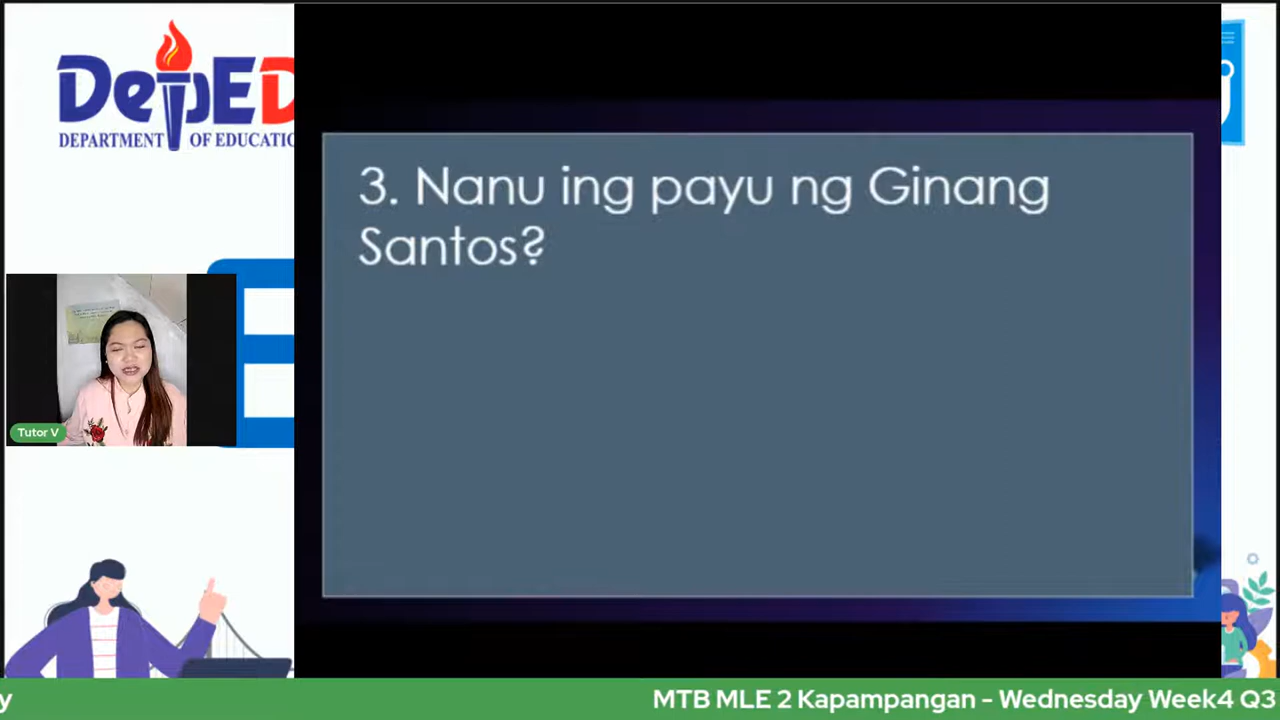 DepED
DEPARTMENT OF EDUCATIO
3. Nanu ing payu ng Ginang
Santos?
Tutor V
y MTB MLE 2 Kapampangan - Wednesday Week4 Q3